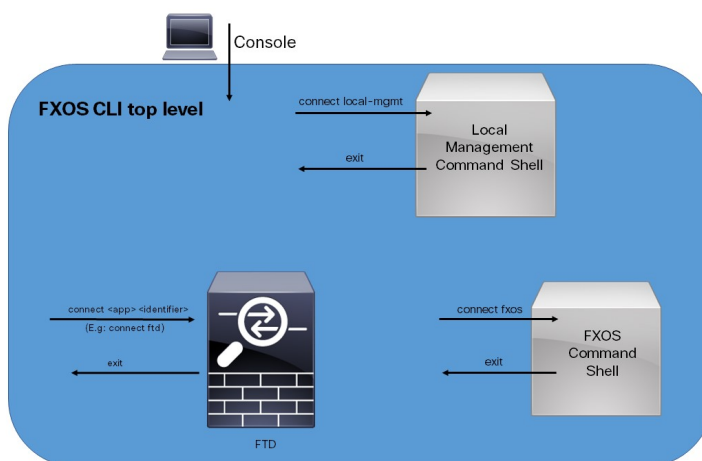 Console
FXOS CLI top level
connect local-mgmt
Local
Management
Command Shell
exit
connect <app> <identifier>
(E.g: connect ftd)
exit
FTD
connect fxos
FXOS
Command
Shell
exit